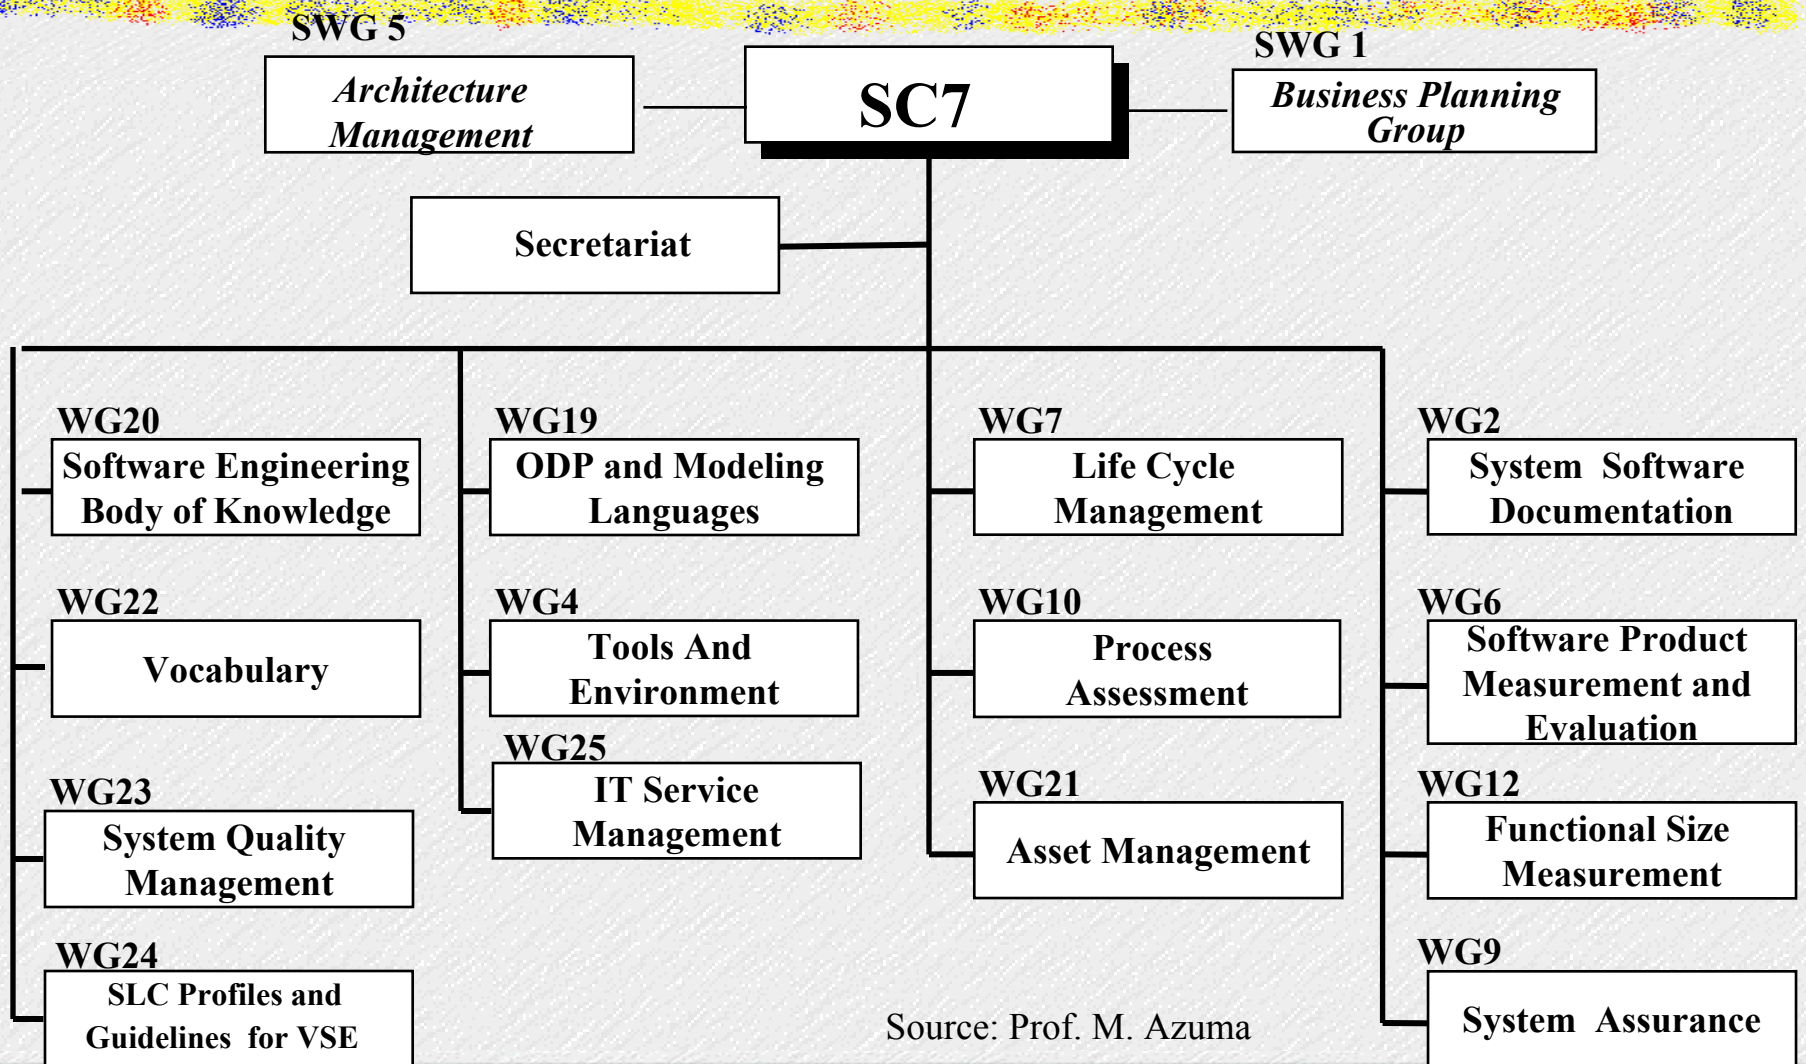 SWG 5
Architecture
Management
SC7
SWG 1
Business Planning
Group
Secretariat
WG20
Software Engineering
Body of Knowledge
WG22
Vocabulary
WG23
System Quality
Management
WG24
SLC Profiles and
Guidelines for VSE
WG19
ODP and Modeling
Languages
WG4
Tools And
Environment
WG25
IT Service
Management
WG7
Life Cycle
Management
WG10
Process
Assessment
WG21
Asset Management
WG2
System Software
Documentation
WG6
Software Product
Measurement and
Evaluation
WG12
Functional Size
Measurement
WG9
System Assurance
Source: Prof. M. Azuma